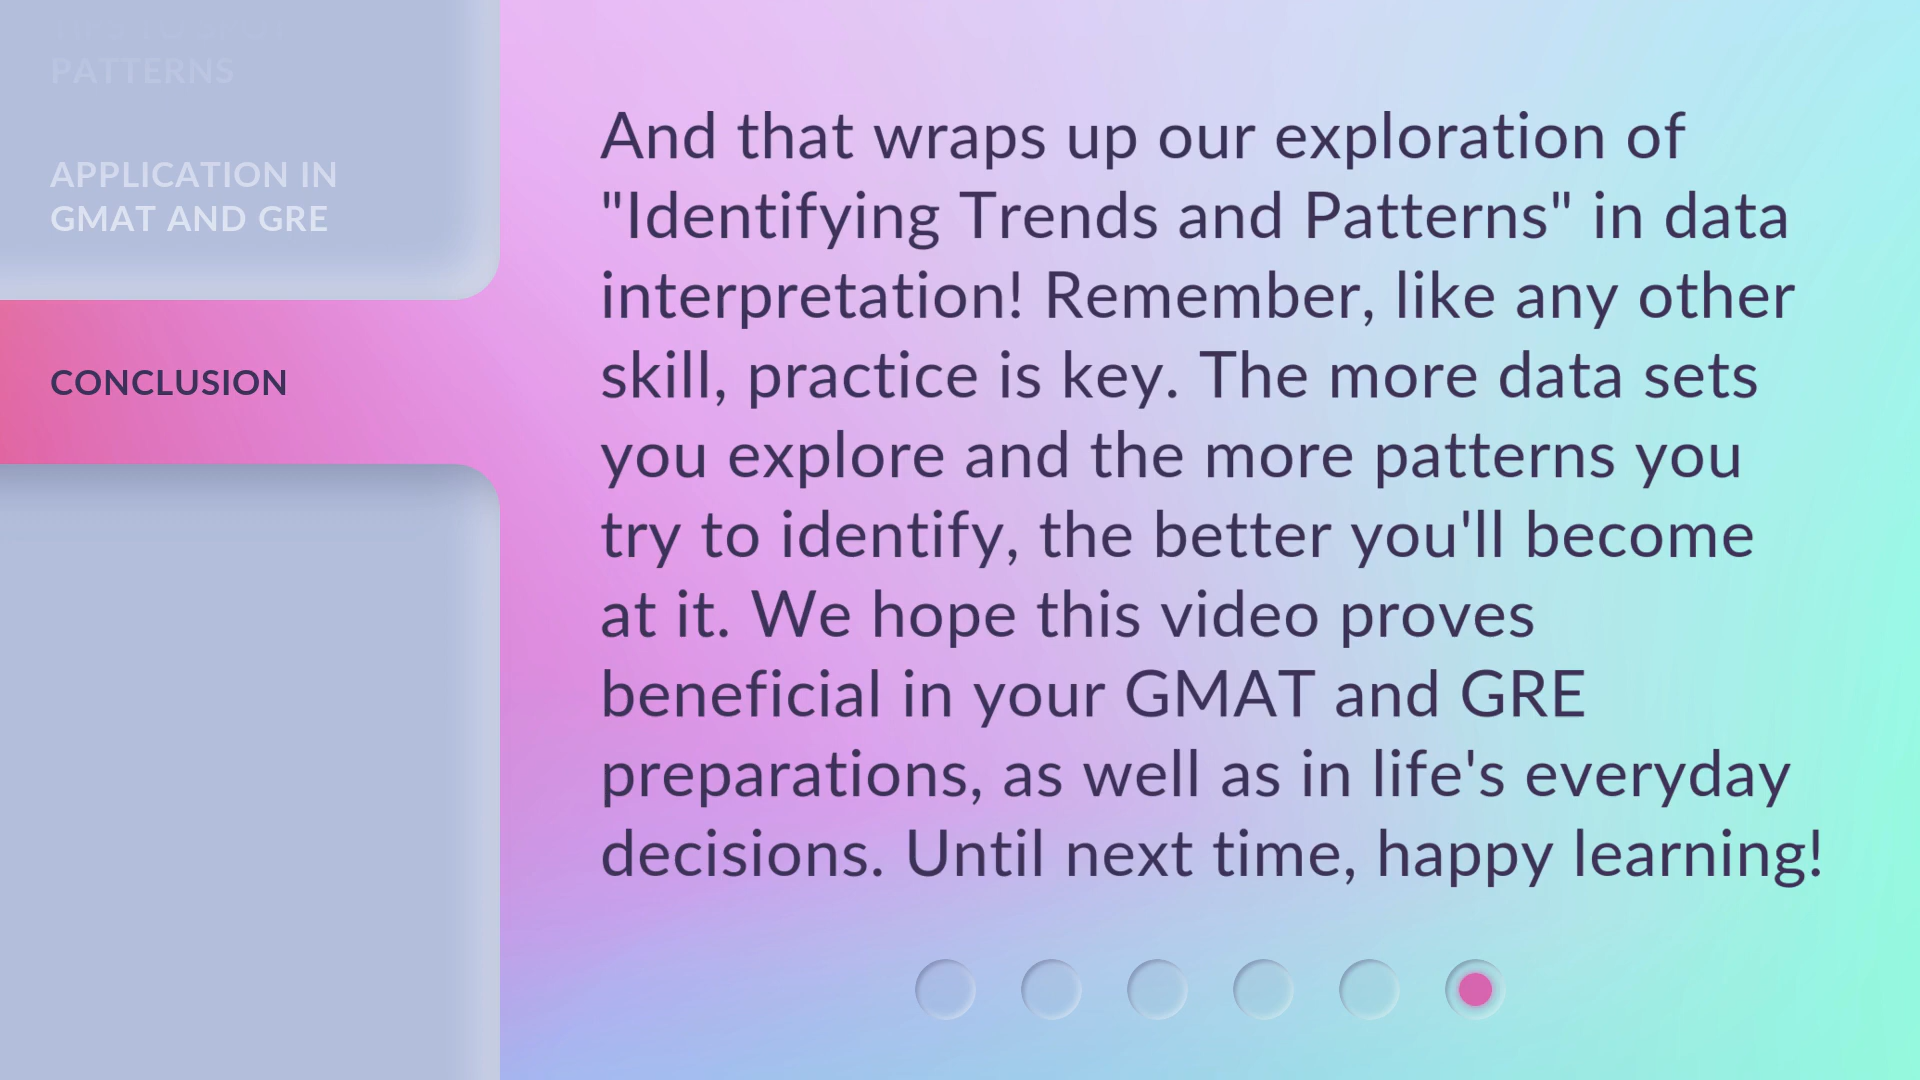 PATTERNS
APPLICATION IN
GMAT AND GRE
CONCLUSION
And that wraps up our exploration of
"Identifying Trends and Patterns" in data
interpretation! Remember, like any other
skill, practice is key. The more data sets
you explore and the more patterns you
try to identify, the better you'll become
at it. We hope this video proves
beneficial in your GMAT and GRE
preparations, as well as in life's everyday
decisions. Until next time, happy learning!